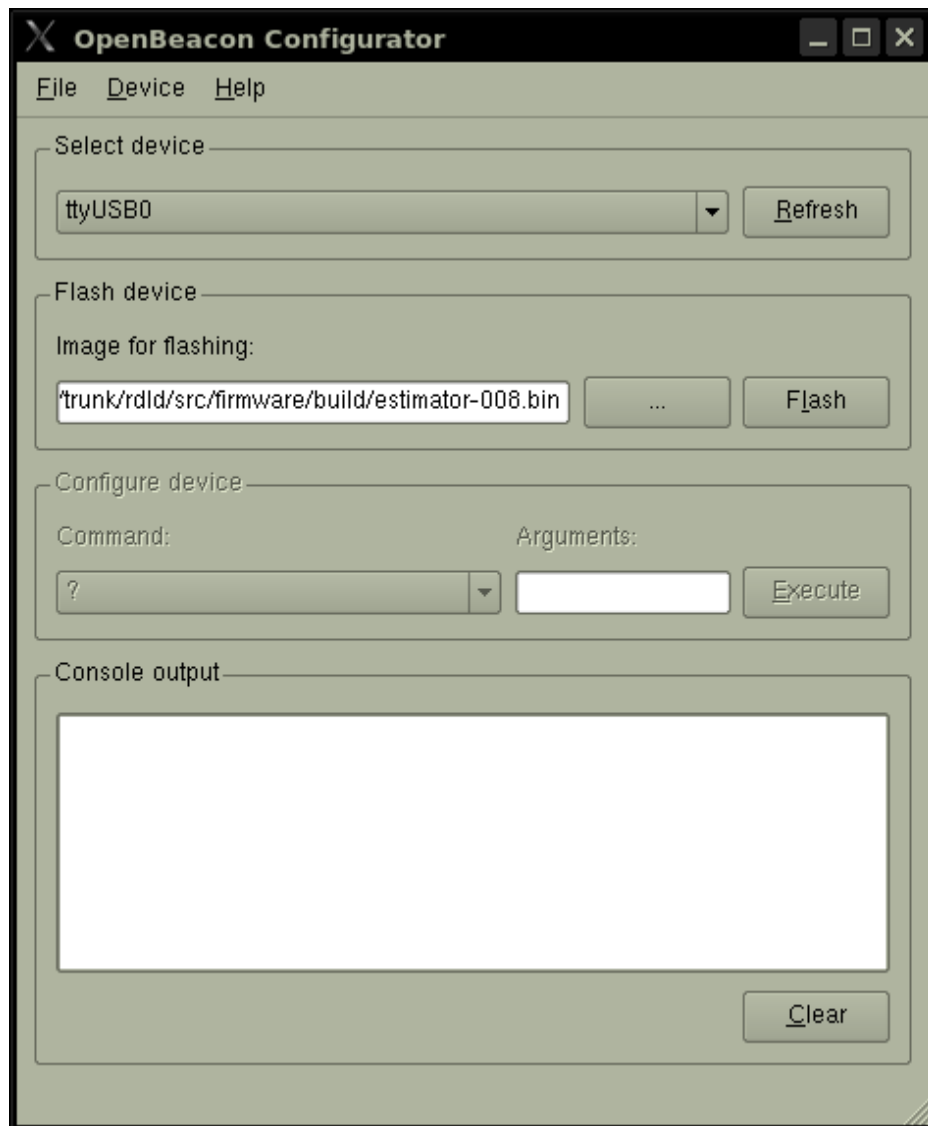 OpenBeacon Configurator
File Device Help
Select device
ttyUSB0 Refresh
Flash device
Image for flashing:
/trunk/rdld/src/firmware/build/estimator-008.bin ... Flash
Configure device
Command: Arguments:
? Execute
Console output
Clear